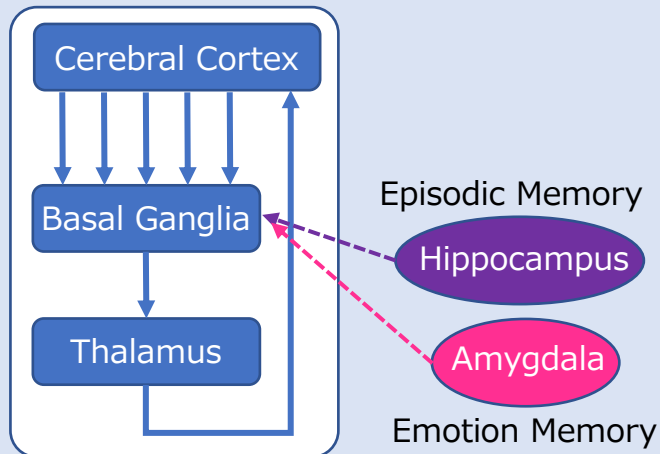 Cerebral Cortex
Basal Ganglia
Thalamus
Episodic Memory
Hippocampus
Amygdala
Emotion Memory